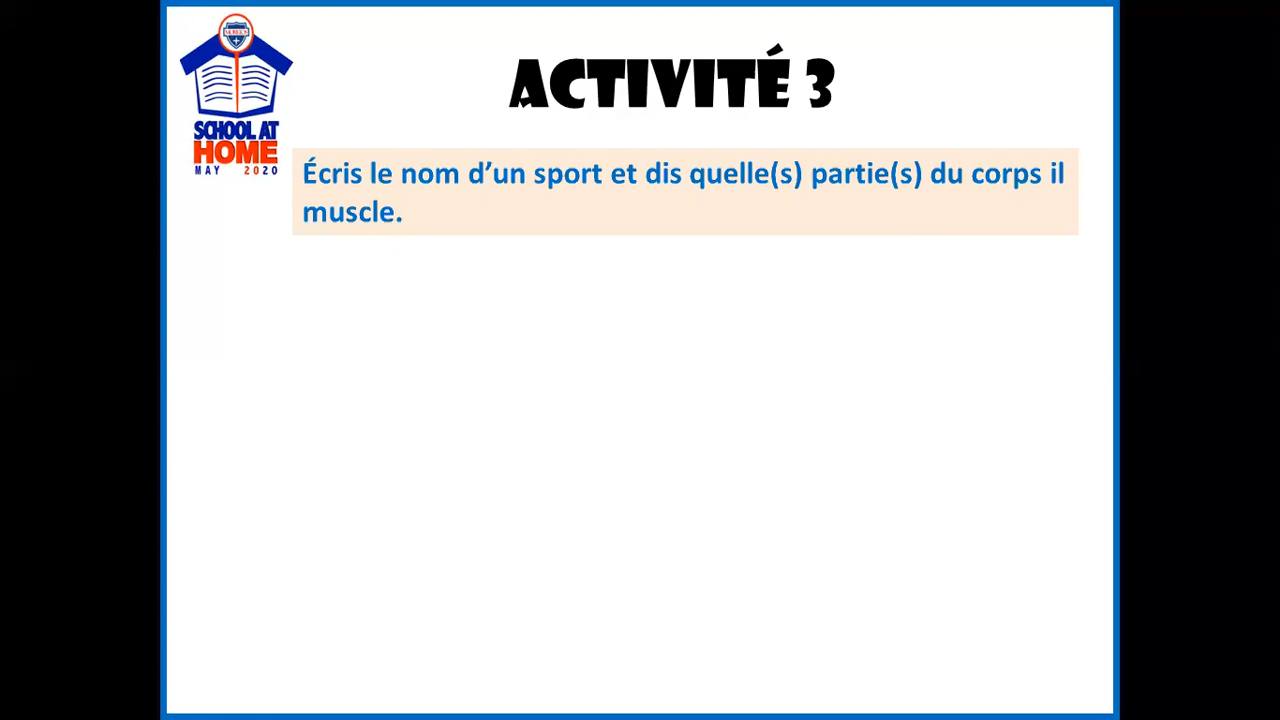 SCHOOL AT
HOME
MAY 2020
ACTIVITÉ 3
Écris le nom d’un sport et dis quelle(s) partie(s) du corps il
muscle.